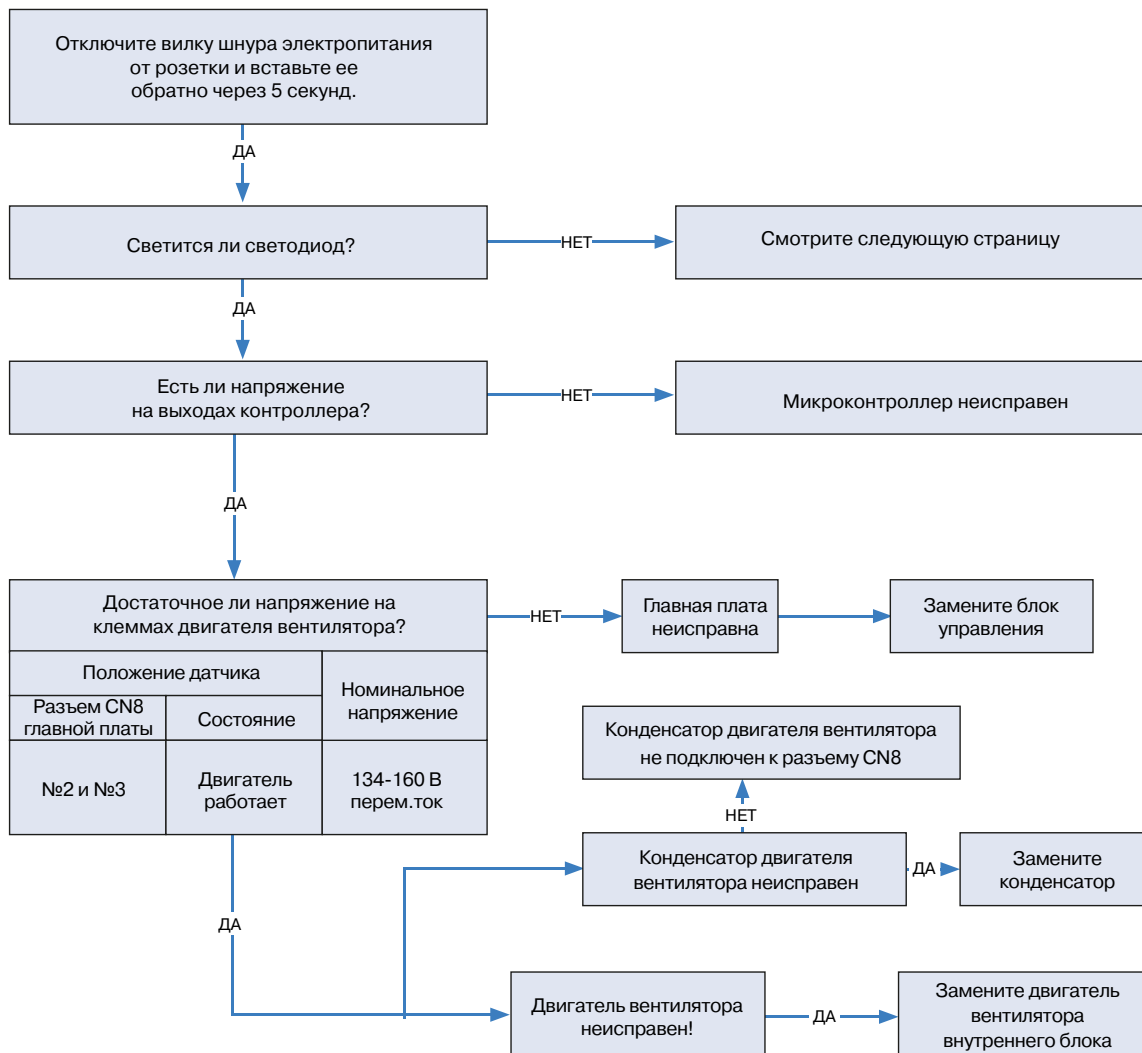 Отключите вилку шнура электропитания
от розетки и вставьте ее
обратно через 5 секунд.
ДА
Светится ли светодиод?
НЕТ
Смотрите следующую страницу
ДА
Есть ли напряжение
на выходах контроллера?
НЕТ
Микроконтроллер неисправен
ДА
Достаточное ли напряжение на
клеммах двигателя вентилятора?
НЕТ
Главная плата
неисправна
Замените блок
управления
Положение датчика
Номинальное
напряжение
Разъем CN8
главной платы
Состояние
№2 и №3
Двигатель
работает
134-160 В
перем.ток
Конденсатор двигателя вентилятора
не подключен к разъему CN8
НЕТ
Конденсатор двигателя
вентилятора неисправен
ДА
Замените
конденсатор
ДА
Двигатель вентилятора
неисправен!
ДА
Замените двигатель
вентилятора
внутреннего блока